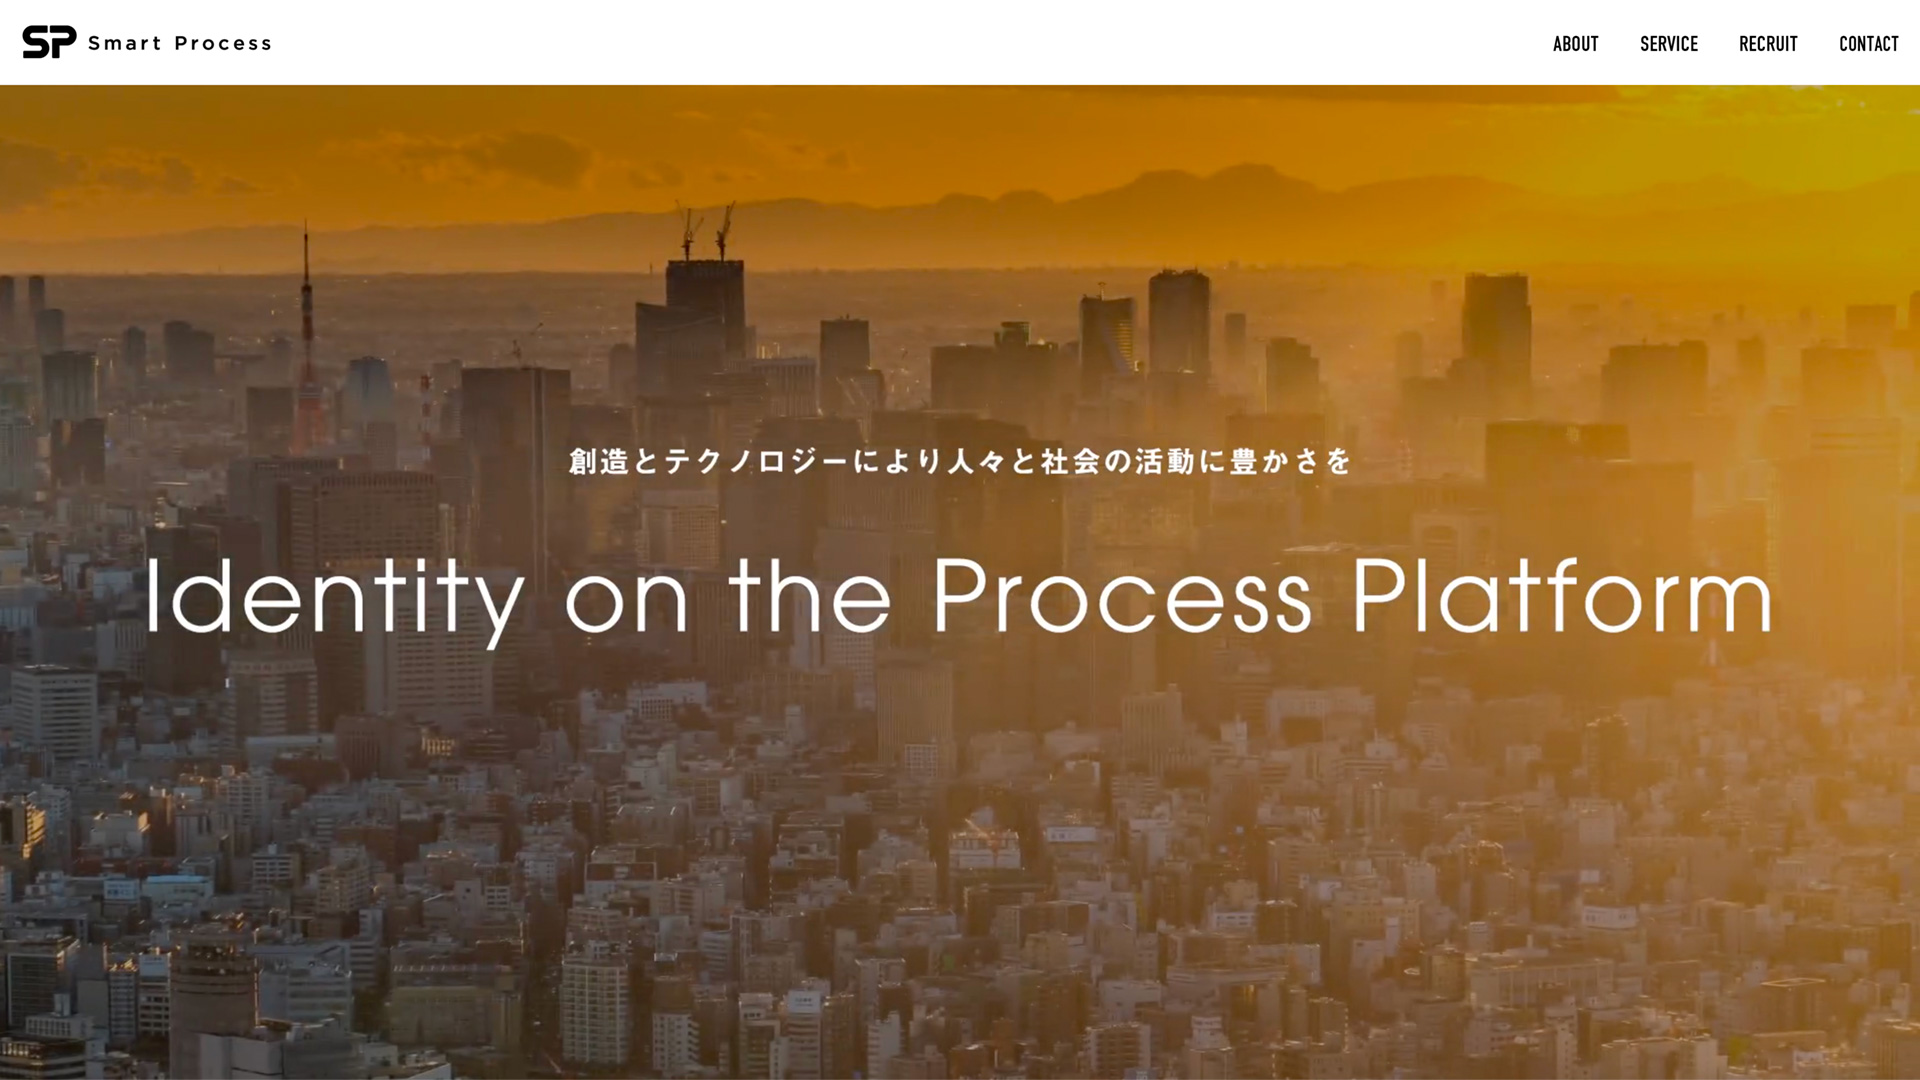 SP Smart Process
ABOUT SERVICE RECRUIT CONTACT
創造とテクノロジーにより人々と社会の活動に豊かさを
Identity on the Process Platform